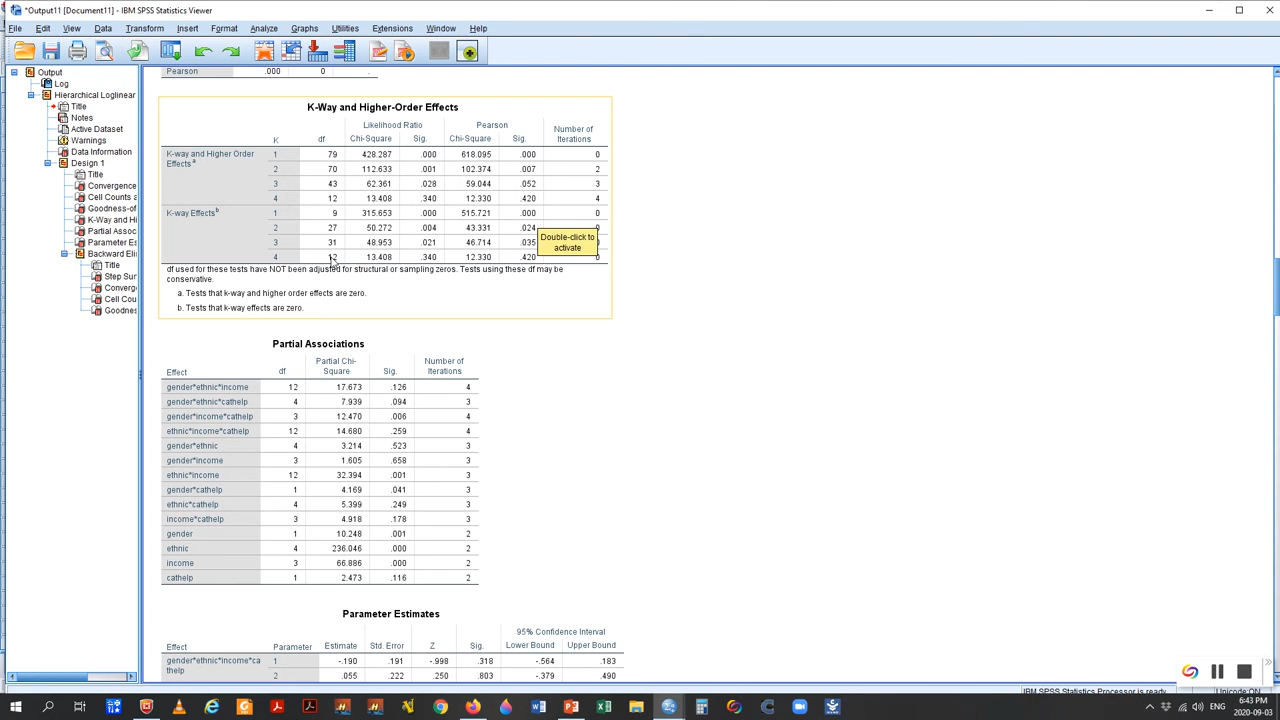 *Output11 [Document11] - IBM SPSS Statistics Viewer
File Edit View Data Transform Insert Format Analyze Graphs Utilities Extensions Window Help
Output
Log
Hierarchical Loglinear
Title
Notes
Active Dataset
Warnings
Data Information
Design 1
Title
Convergence
Cell Counts a
Goodness-of
K-Way and Hi
Partial Assoc
Parameter Es
Backward Eli
Title
Step Sum
Converg
Cell Cou
Goodnes
Pearson .000 0 .
K-Way and Higher-Order Effects
Likelihood Ratio Pearson Number of
K df Chi-Square Sig. Chi-Square Sig. Iterations
K-way and Higher Order 1 79 428.287 .000 618.095 .000 0
Effects a 2 70 112.633 .001 102.374 .007 2
3 43 62.361 .028 59.044 .052 3
4 12 13.408 .340 12.330 .420 4
K-way Effects b 1 9 315.653 .000 515.721 .000 0
2 27 50.272 .004 43.331 .024 0
3 31 48.953 .021 46.714 .035
4 12 13.408 .340 12.330 .420 0
Double-click to
activate
df used for these tests have NOT been adjusted for structural or sampling zeros. Tests using these df may be
conservative.
a. Tests that k-way and higher order effects are zero.
b. Tests that k-way effects are zero.
Partial Associations
Partial Chi- Number of
Effect df Square Sig. Iterations
gender*ethnic*income 12 17.673 .126 4
gender*ethnic*cathelp 4 7.939 .094 3
gender*income*cathelp 3 12.470 .006 4
ethnic*income*cathelp 12 14.680 .259 4
gender*ethnic 4 3.214 .523 3
gender*income 3 1.605 .658 3
ethnic*income 12 32.394 .001 3
gender*cathelp 1 4.169 .041 3
ethnic*cathelp 4 5.399 .249 3
income*cathelp 3 4.918 .178 3
gender 1 10.248 .001 2
ethnic 4 236.046 .000 2
income 3 66.886 .000 2
cathelp 1 2.473 .116 2
Parameter Estimates
95% Confidence Interval
Effect Parameter Estimate Std. Error Z Sig. Lower Bound Upper Bound
gender*ethnic*income*ca 1 -.190 .191 -.998 .318 -.564 .183
thelp 2 .055 .222 .250 .803 -.379 .490
IBM SPSS Statistics Processor is ready
Unicode:ON
6:43 PM
2020-09-03